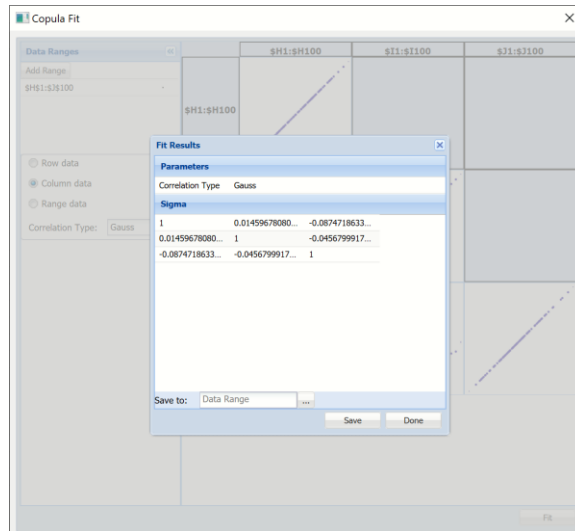 Copula Fit
Data Ranges
$H1:$H100 $I1:$I100 $J1:$J100
Add Range
$H$1:$J$100 -
$H1:$H100
Row data
Column data
Range data
Correlation Type: Gauss
Fit Results
Parameters
Correlation Type Gauss
Sigma
1 0.01459678080... -0.0874718633...
0.01459678080... 1 -0.0456799917...
-0.0874718633... -0.0456799917... 1
Save to: Data Range ...
Save Done
Fit